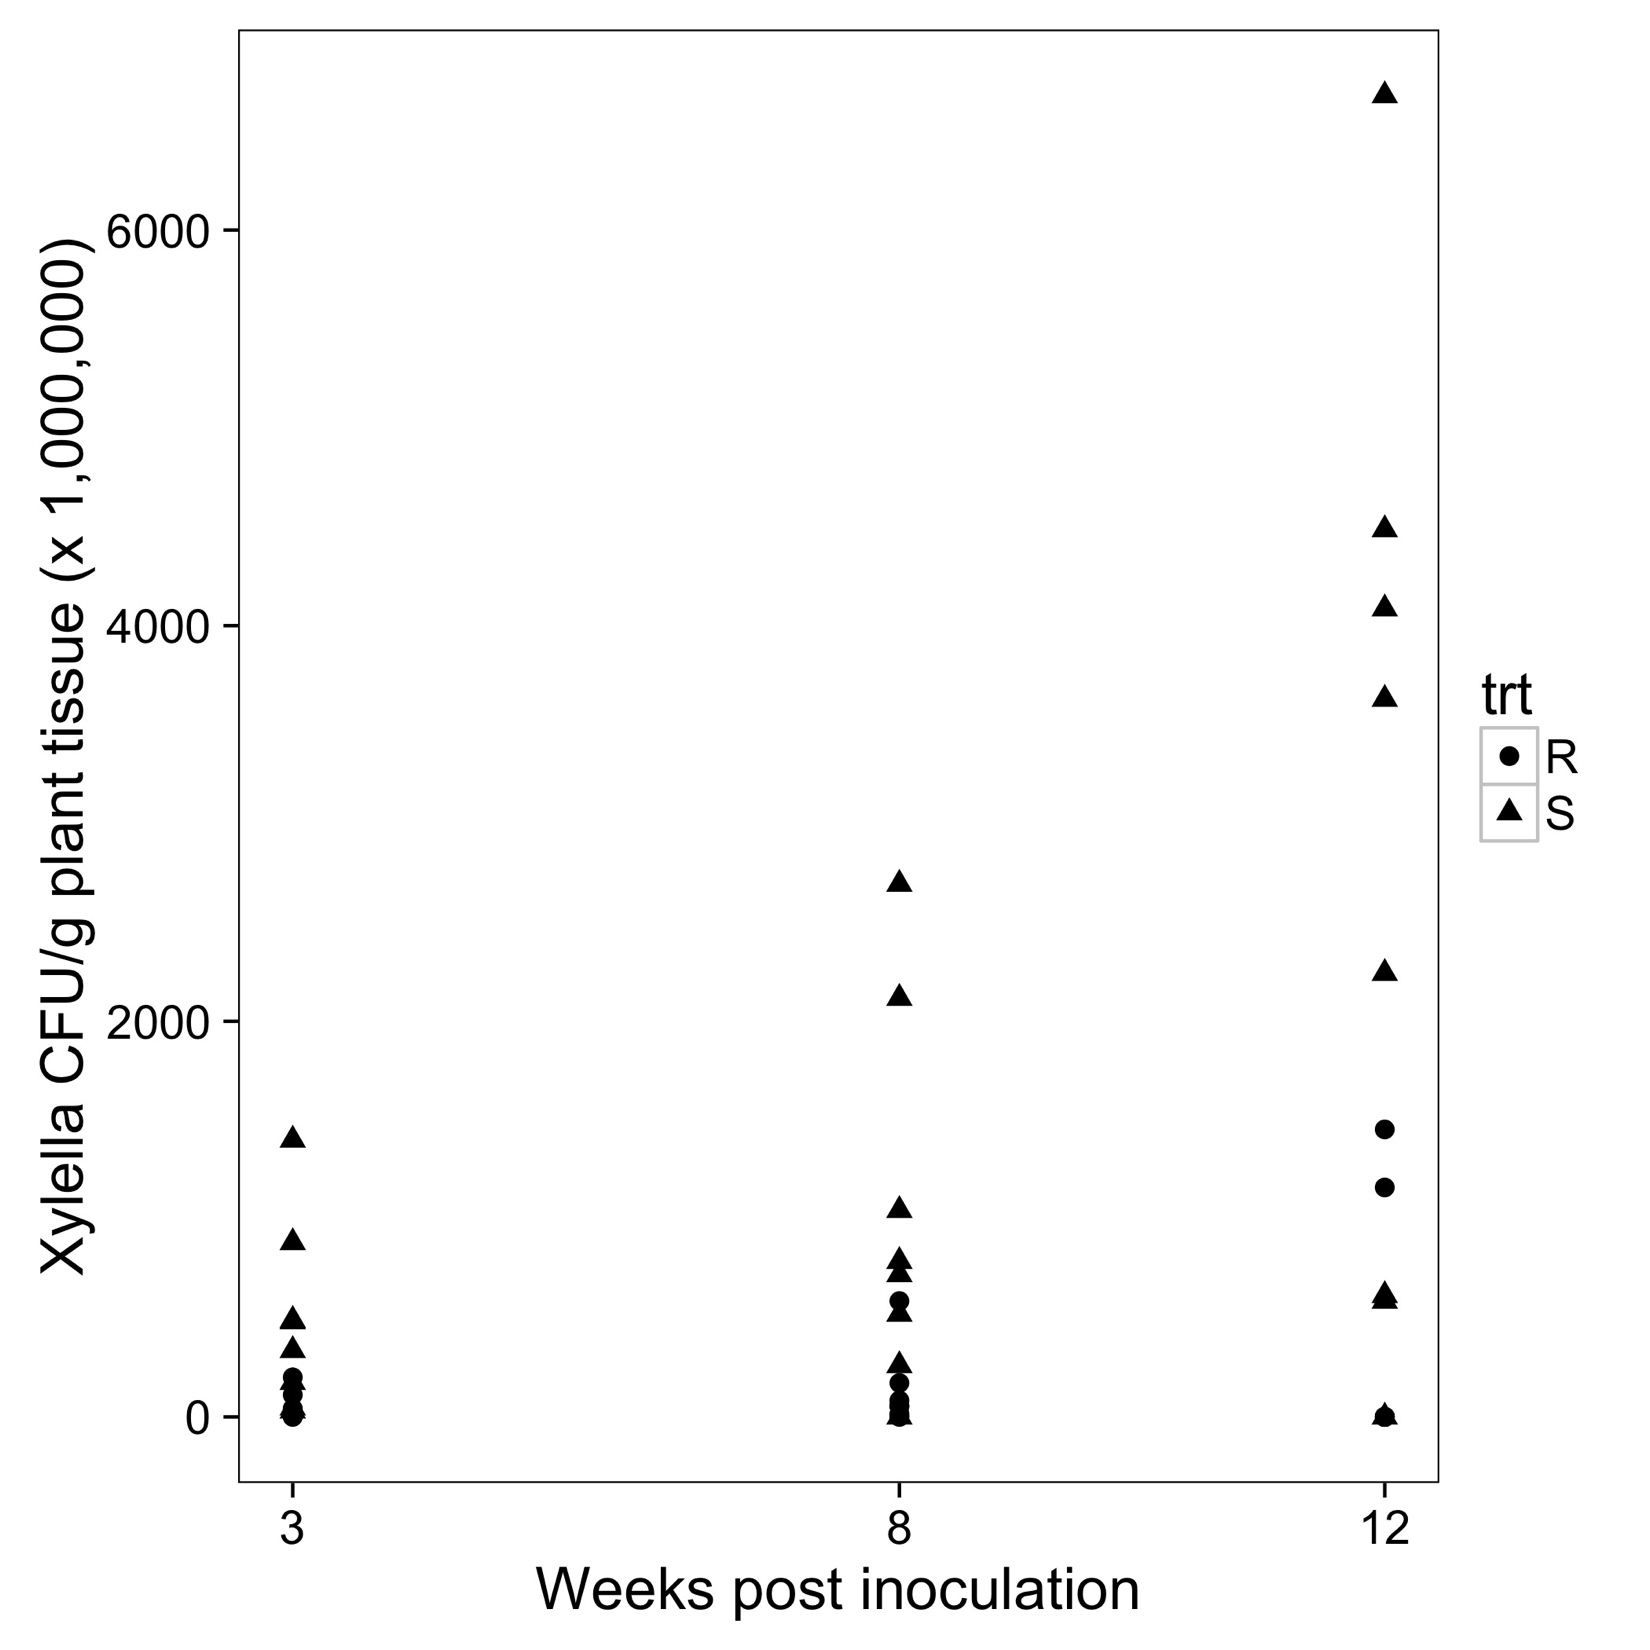 Xylella CFU/g plant tissue (x 1,000,000)
6000
4000
2000
0
3 8 12
Weeks post inoculation
trt
R
S